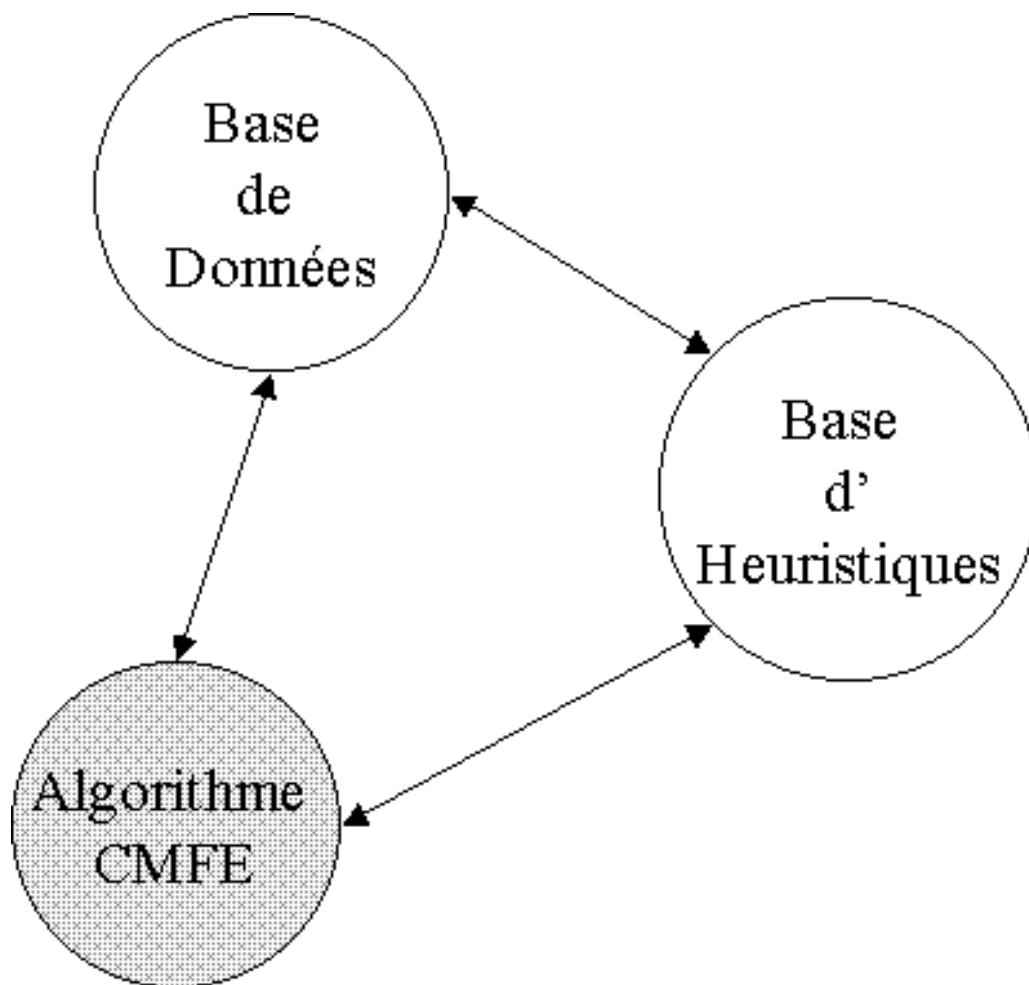 Base
de
Données
Base
d’
Heuristiques
Algorithme
CMFE